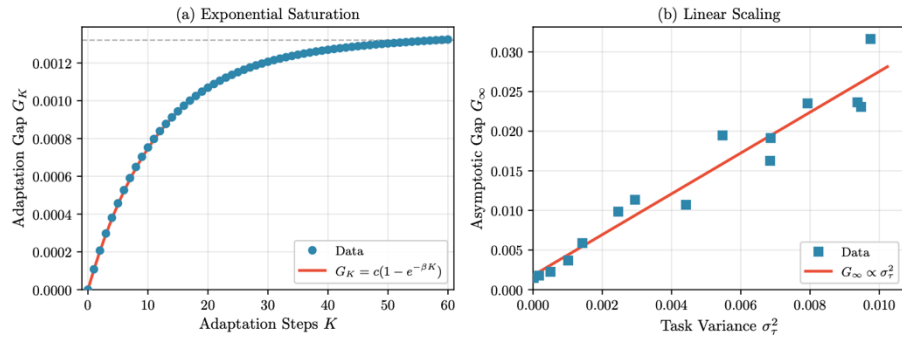 (a) Exponential Saturation
Adaptation Gap G_K
0.0012
0.0010
0.0008
0.0006
0.0004
0.0002
0.0000
0 10 20 30 40 50 60
Adaptation Steps K
Data
G_K = c(1 − e^{−βK})
(b) Linear Scaling
Asymptotic Gap G_∞
0.030
0.025
0.020
0.015
0.010
0.005
0.000
0.000 0.002 0.004 0.006 0.008 0.010
Task Variance σ_τ^2
Data
G_∞ ∝ σ_τ^2